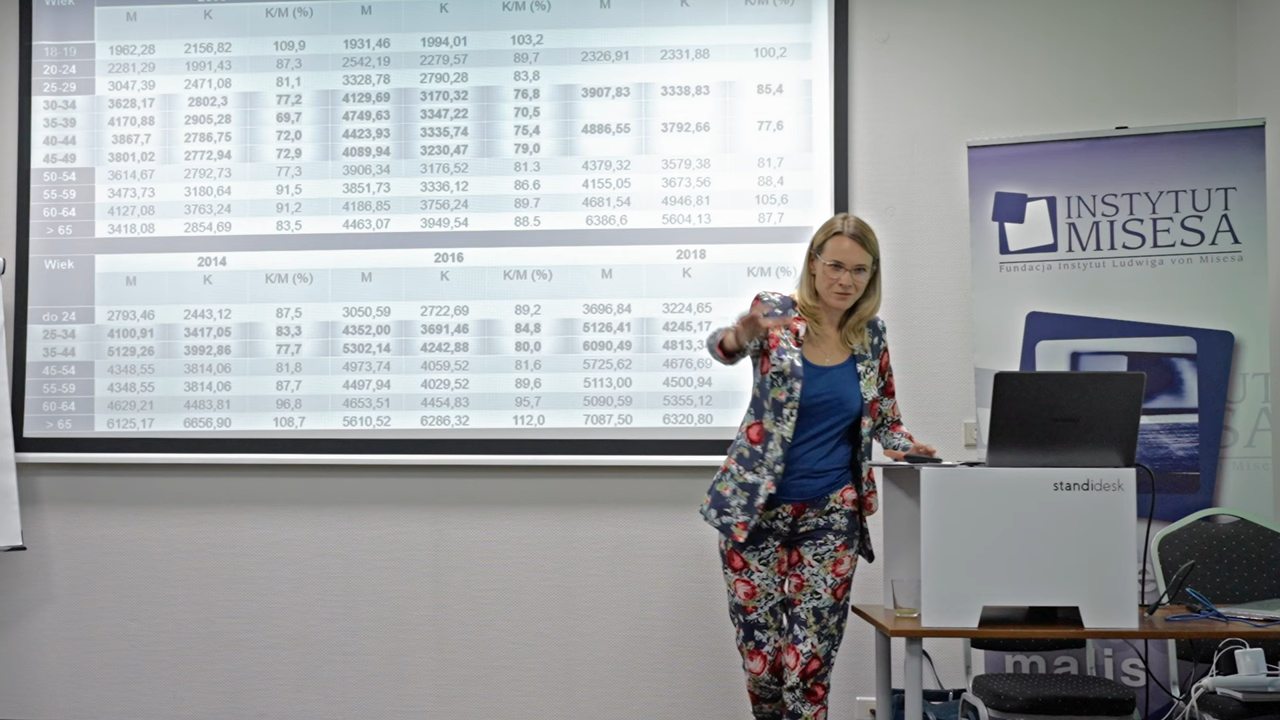 Wiek
M K K/M (%) M K K/M (%) M K K/M (%)
18-19 1962,28 2156,82 109,9 1931,46 1994,01 103,2
20-24 2281,29 1991,43 87,3 2542,19 2279,57 89,7 2326,91 2331,88 100,2
25-29 3047,39 2471,08 81,1 3328,78 2790,28 83,8
30-34 3628,17 2802,3 77,2 4129,69 3170,32 76,8 3907,83 3338,83 85,4
35-39 4170,88 2905,28 69,7 4749,63 3347,22 70,5
40-44 3867,7 2786,75 72,0 4423,93 3335,74 75,4 4886,55 3792,66 77,6
45-49 3801,02 2772,94 72,9 4089,94 3230,47 79,0
50-54 3614,67 2792,73 77,3 3906,34 3176,52 81.3 4379,32 3579,38 81,7
55-59 3473,73 3180,64 91,5 3851,73 3336,12 86.6 4155,05 3673,56 88,4
60-64 4127,08 3763,24 91,2 4186,85 3756,24 89.7 4681,54 4946,81 105,6
> 65 3418,08 2854,69 83,5 4463,07 3949,54 88.5 6386,6 5604,13 87,7
Wiek 2014 2016 2018
M K K/M (%) M K K/M (%) M K K/M (%)
do 24 2793,46 2443,12 87,5 3050,59 2722,69 89,2 3696,84 3224,65
25-34 4100,91 3417,05 83,3 4352,00 3691,46 84,8 5126,41 4245,17
35-44 5129,26 3992,86 77,7 5302,14 4242,88 80,0 6090,49
45-54 4348,55 3814,06 81,8 4973,74 4059,52 81,6 5725,62 4676,69
55-59 4348,55 3814,06 87,7 4497,94 4029,52 89,6 5113,00 4500,94
60-64 4629,21 4483,81 96,8 4653,51 4454,83 95,7 5090,59 5355,12
> 65 6125,17 6656,90 108,7 5610,52 6286,32 112,0 7087,50 6320,80
INSTYTUT
MISESA
Fundacja Instytut Ludwiga von Misesa
standidesk
malis